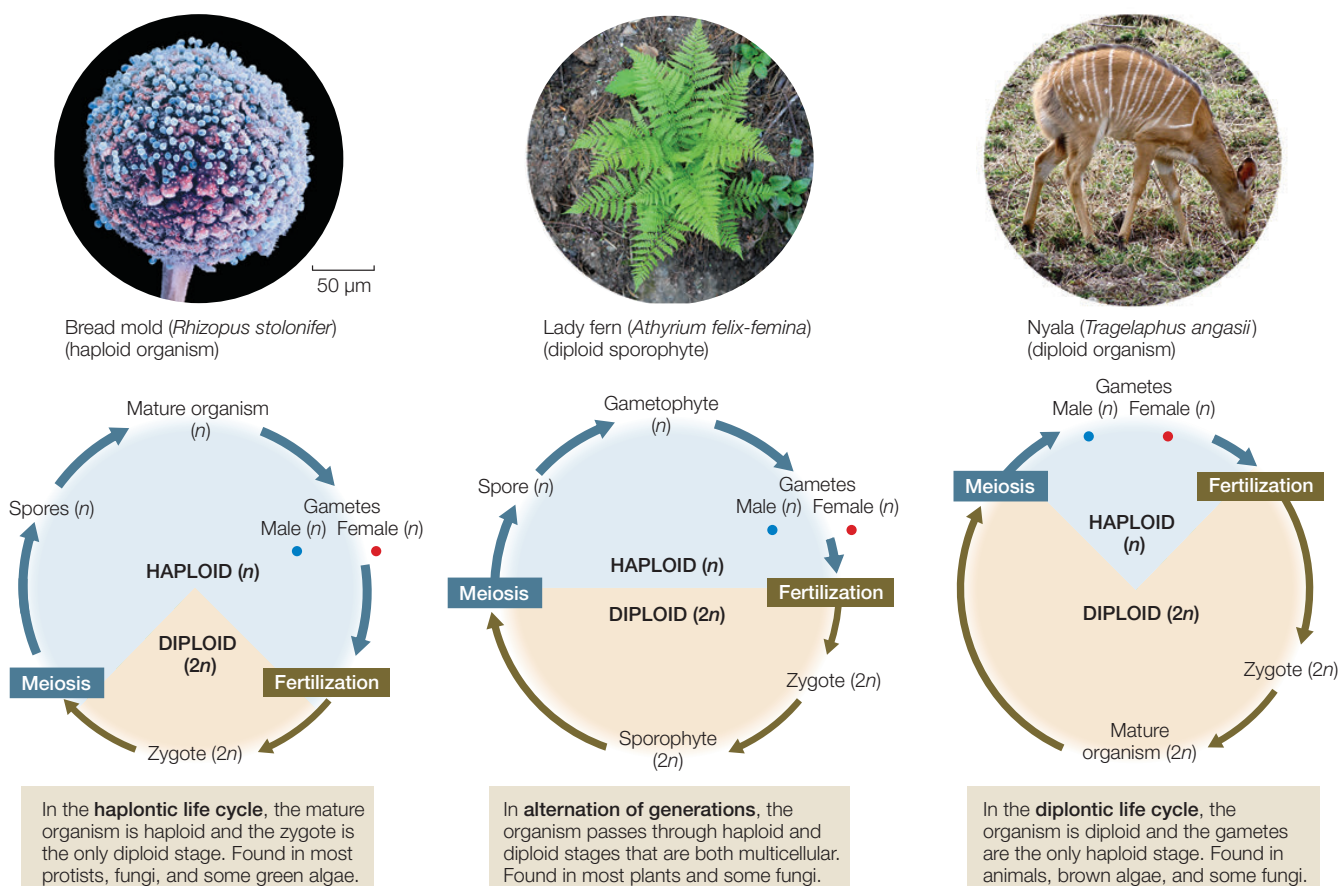 50 µm
Bread mold (Rhizopus stolonifer)
(haploid organism)
Mature organism
(n)
Spores (n)
Gametes
Male (n) Female (n)
HAPLOID (n)
DIPLOID
(2n)
Meiosis
Fertilization
Zygote (2n)
In the haplontic life cycle, the mature
organism is haploid and the zygote is
the only diploid stage. Found in most
protists, fungi, and some green algae.
Lady fern (Athyrium felix-femina)
(diploid sporophyte)
Gametophyte
(n)
Spore (n)
Gametes
Male (n) Female (n)
HAPLOID (n)
Meiosis
Fertilization
DIPLOID (2n)
Zygote (2n)
Sporophyte
(2n)
In alternation of generations, the
organism passes through haploid and
diploid stages that are both multicellular.
Found in most plants and some fungi.
Nyala (Tragelaphus angasii)
(diploid organism)
Gametes
Male (n) Female (n)
Meiosis
Fertilization
HAPLOID
(n)
DIPLOID (2n)
Zygote (2n)
Mature
organism (2n)
In the diplontic life cycle, the
organism is diploid and the gametes
are the only haploid stage. Found in
animals, brown algae, and some fungi.